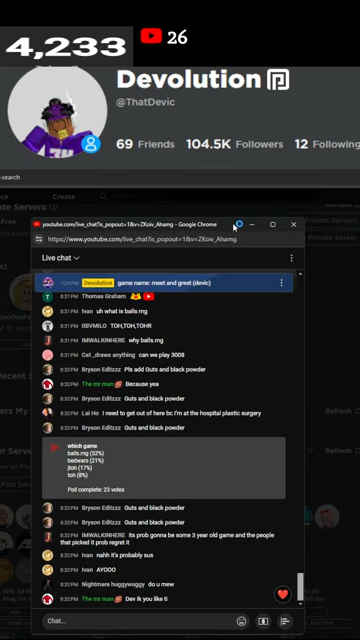 4,233
26
Devolution
@ThatDevic
69 Friends
104.5K Followers
12 Following
-search
Create
Private Servers
youtube.com/live_chat?is_popout=1&v=ZKoiv_Ahamg - Google Chrome
https://www.youtube.com/live_chat?is_popout=1&v=ZKoiv_Ahamg
Live chat
7:24 PM Devolution game name: meet and greet (devic)
8:31 PM Thomas Graham
8:31 PM Ivan uh what is balls rng
8:31 PM OBVMILO TOH,TOH,TOHR
8:31 PM IMWALKINHERE why balls.rng
8:31 PM Cat_draws anything can we play 3008
8:32 PM Bryson Editzzz Pls add Guts and black powder
8:32 PM The mr man Because yea
8:32 PM Bryson Editzzz Guts and black powder
8:32 PM Lai Ho I need to get out of here bc I'm at the hospital plastic surgery
8:32 PM Bryson Editzzz Guts and black powder
which game
balls.rng (52%)
bedwars (21%)
jtoh (17%)
toh (8%)
Poll complete: 23 votes
8:32 PM Bryson Editzzz Guts and black powder
8:32 PM Bryson Editzzz Guts and black powder
8:32 PM IMWALKINHERE its prob gonna be some 3 year old game and the people
that picked it prob regret it
8:32 PM Ivan nahh it's probably sus
8:32 PM Ivan AYOOO
8:32 PM Nightmare huggywuggy do u mew
8:32 PM The mr man Dev ik you like ti
Chat...
Refresh
Refresh